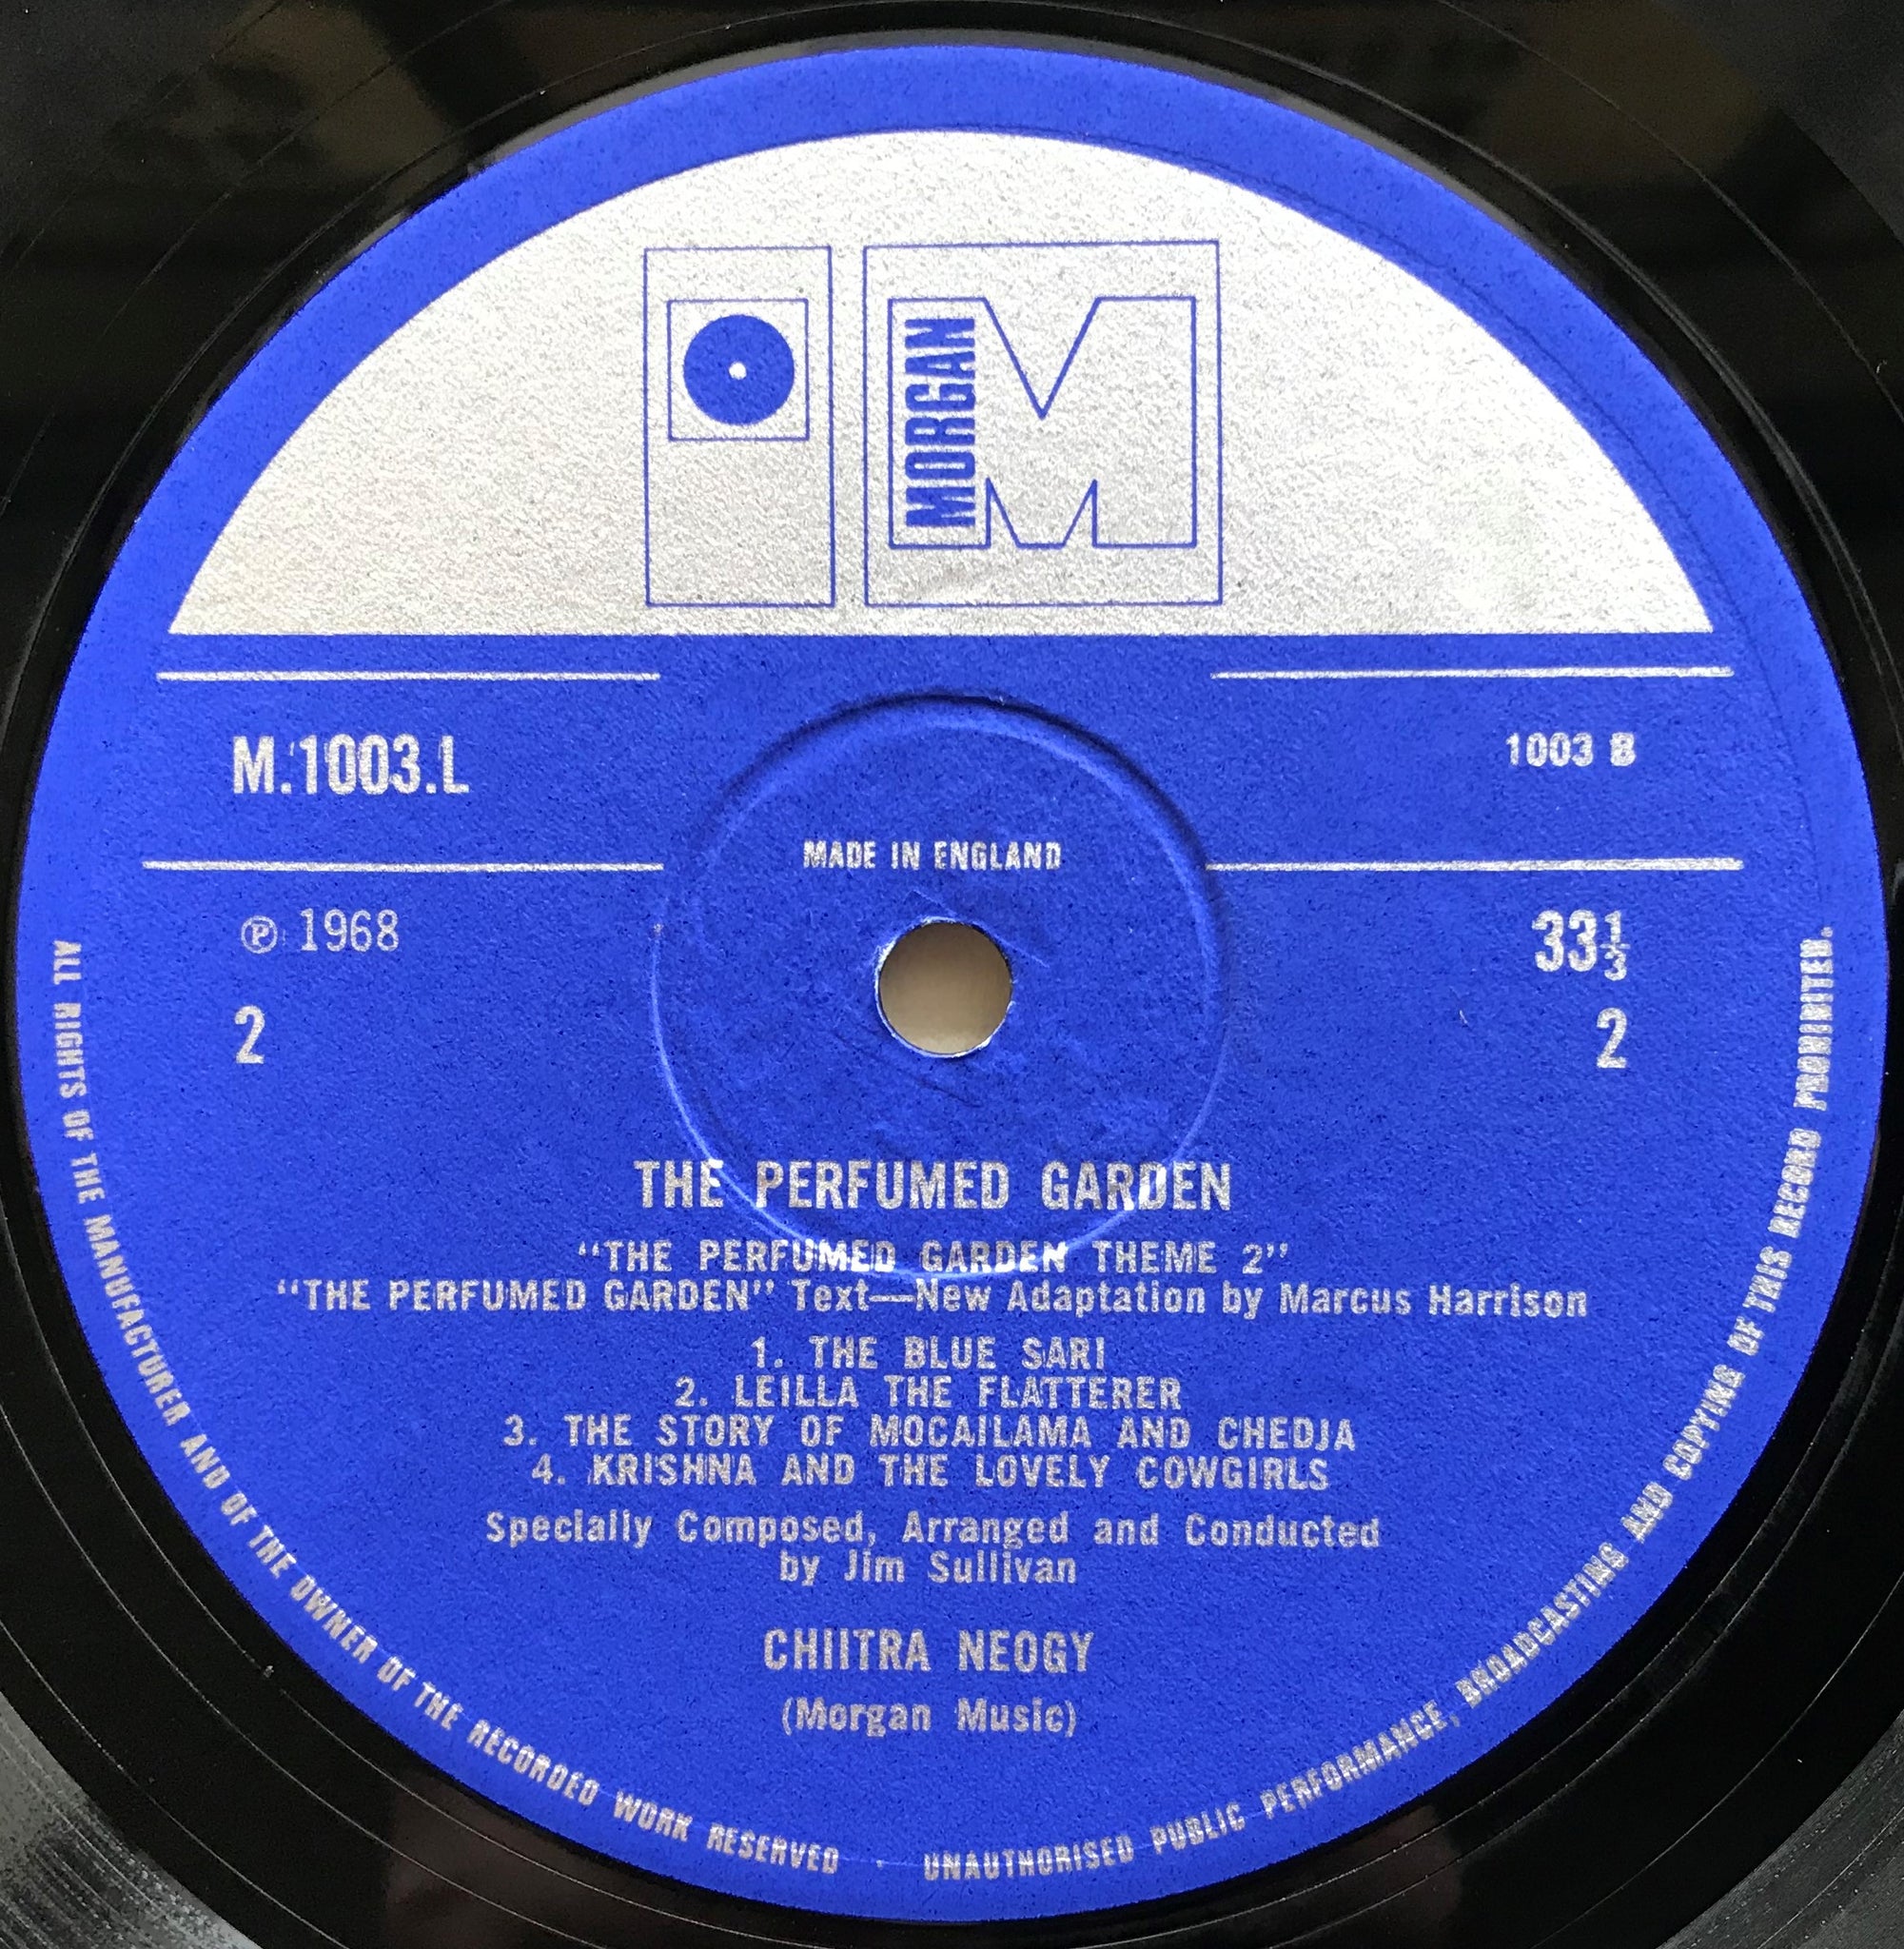 MORGAN
M.1003.L
1003 B
MADE IN ENGLAND
℗ 1968
33⅓
2
2
THE PERFUMED GARDEN
“THE PERFUMED GARDEN THEME 2”
“THE PERFUMED GARDEN” Text—New Adaptation by Marcus Harrison
1. THE BLUE SARI
2. LEILLA THE FLATTERER
3. THE STORY OF MOCAILAMA AND CHEDJA
4. KRISHNA AND THE LOVELY COWGIRLS
Specially Composed, Arranged and Conducted
by Jim Sullivan
CHIITRA NEOGY
(Morgan Music)
ALL RIGHTS OF THE MANUFACTURER AND OF THE OWNER OF THE RECORDED WORK RESERVED · UNAUTHORISED PUBLIC PERFORMANCE, BROADCASTING AND COPYING OF THIS RECORD PROHIBITED.